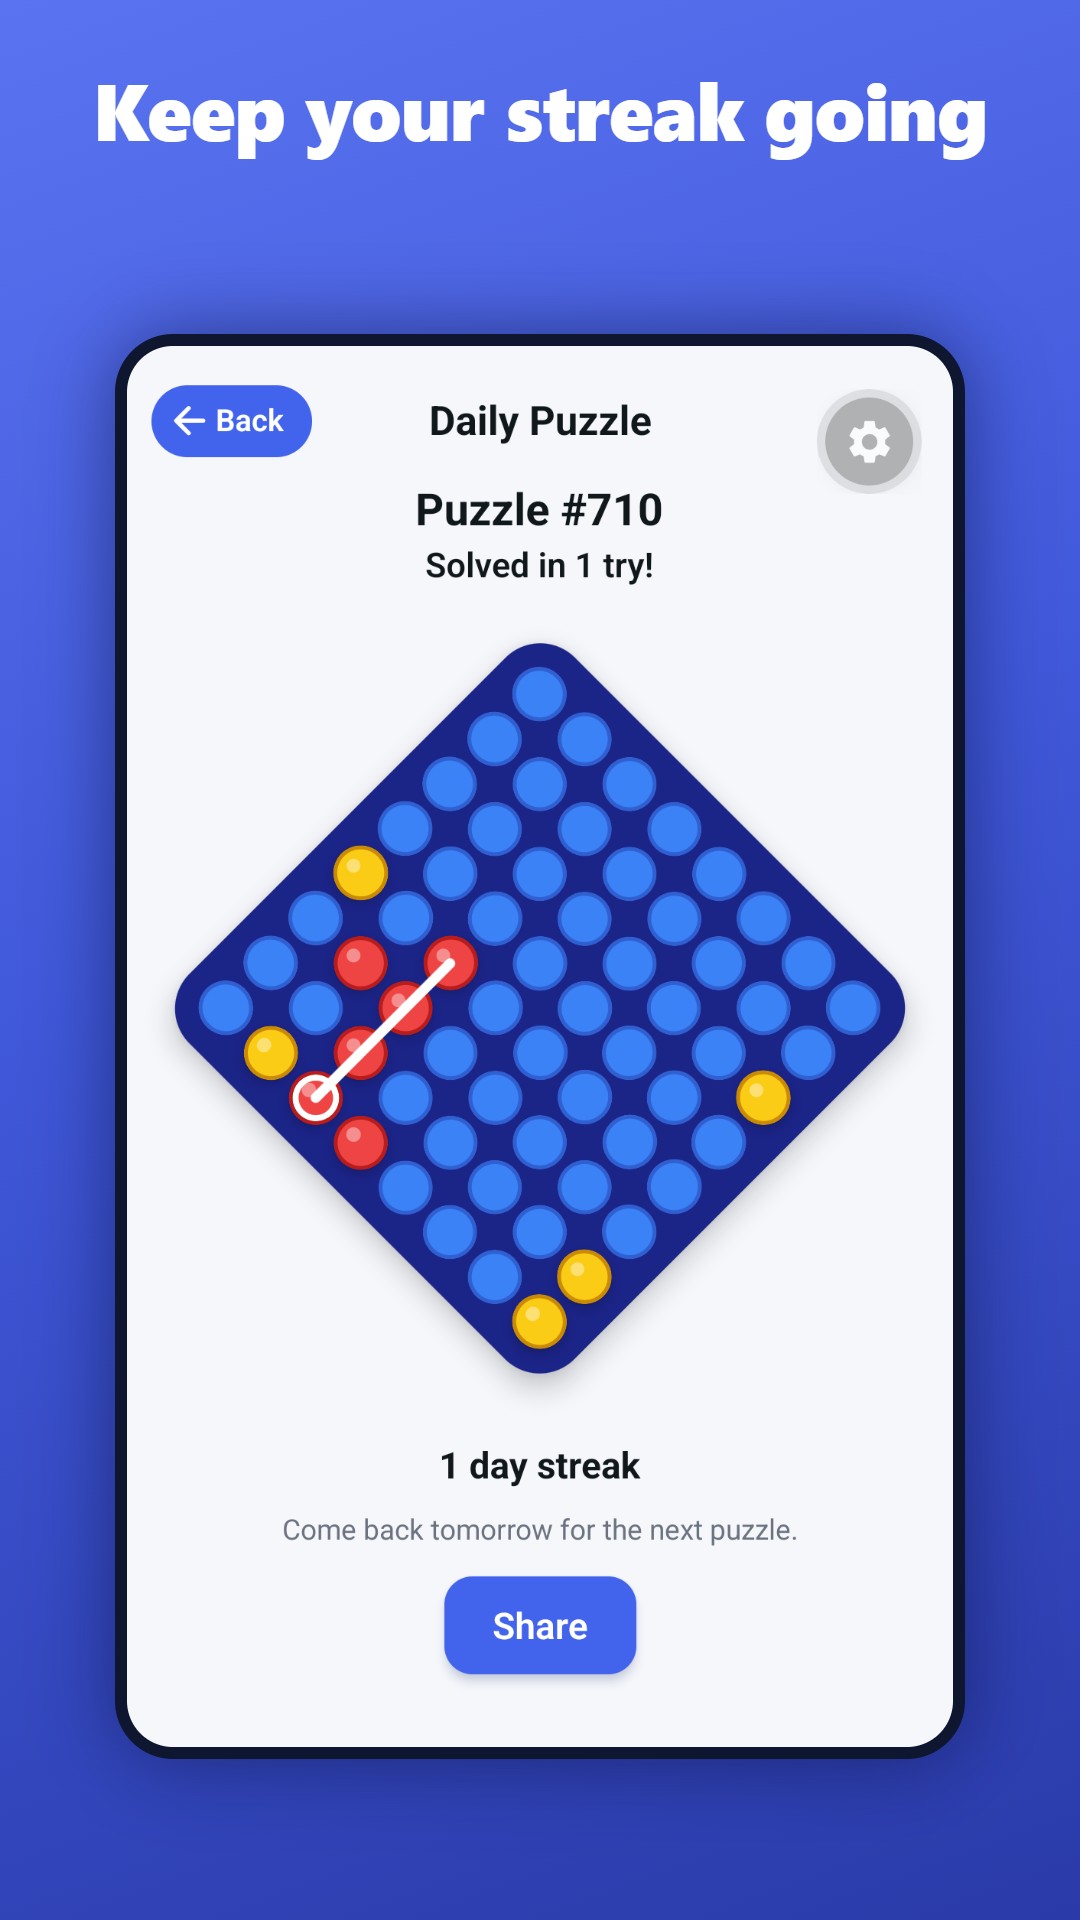 Keep your streak going
Back
Daily Puzzle
Puzzle #710
Solved in 1 try!
1 day streak
Come back tomorrow for the next puzzle.
Share